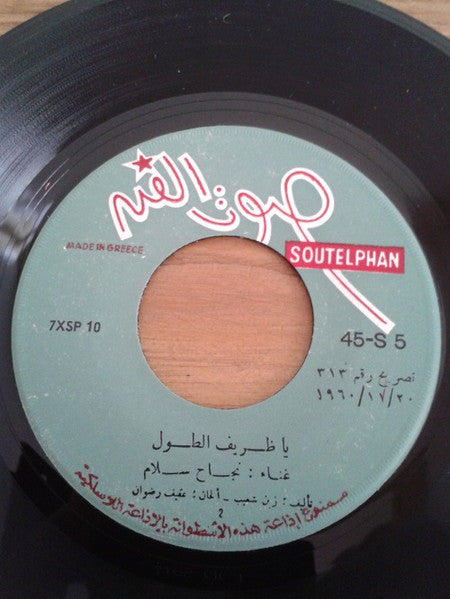 صوت الفن
SOUTELPHAN
MADE IN GREECE
7XSP 10
45-S 5
تصريح رقم ٣١٣
١٩٦٠/١٧/٢٠
يا ظريف الطول
غناء : نجاح سلام
تأليف : زين شعيب - ألحان : عفيف رضوان
2
ممنوع إذاعة هذه الأسطوانة بالإذاعة اللاسلكية